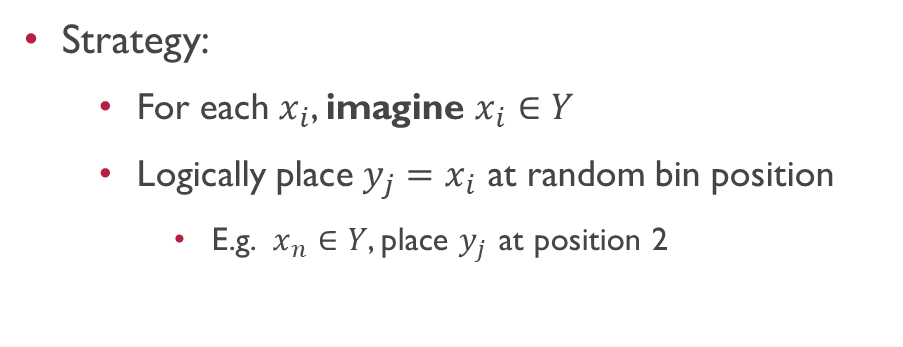 • Strategy:
• For each xᵢ, imagine xᵢ ∈ Y
• Logically place yⱼ = xᵢ at random bin position
• E.g. xₙ ∈ Y, place yⱼ at position 2